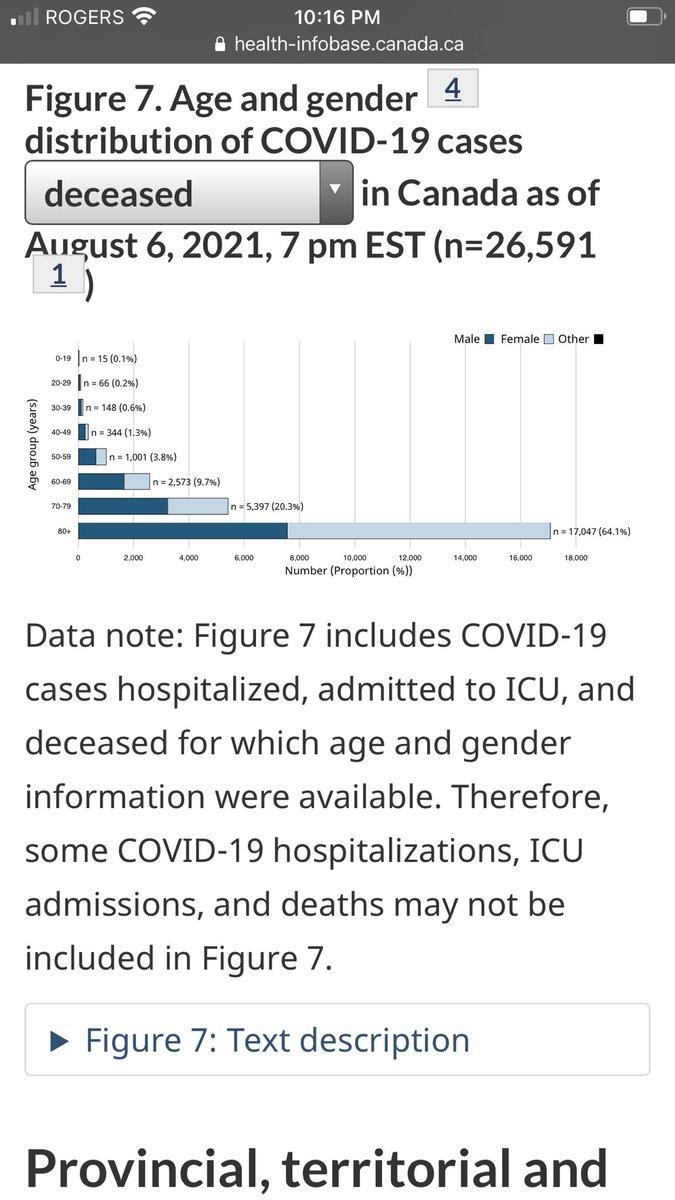 ROGERS 10:16 PM
health-infobase.canada.ca
Figure 7. Age and gender 4
distribution of COVID-19 cases
deceased ▼ in Canada as of
August 6, 2021, 7 pm EST (n=26,591
1 )
Male Female Other
Age group (years)
0-19 n = 15 (0.1%)
20-29 n = 66 (0.2%)
30-39 n = 148 (0.6%)
40-49 n = 344 (1.3%)
50-59 n = 1,001 (3.8%)
60-69 n = 2,573 (9.7%)
70-79 n = 5,397 (20.3%)
80+ n = 17,047 (64.1%)
0 2,000 4,000 6,000 8,000 10,000 12,000 14,000 16,000 18,000
Number (Proportion (%))
Data note: Figure 7 includes COVID-19
cases hospitalized, admitted to ICU, and
deceased for which age and gender
information were available. Therefore,
some COVID-19 hospitalizations, ICU
admissions, and deaths may not be
included in Figure 7.
▶ Figure 7: Text description
Provincial, territorial and